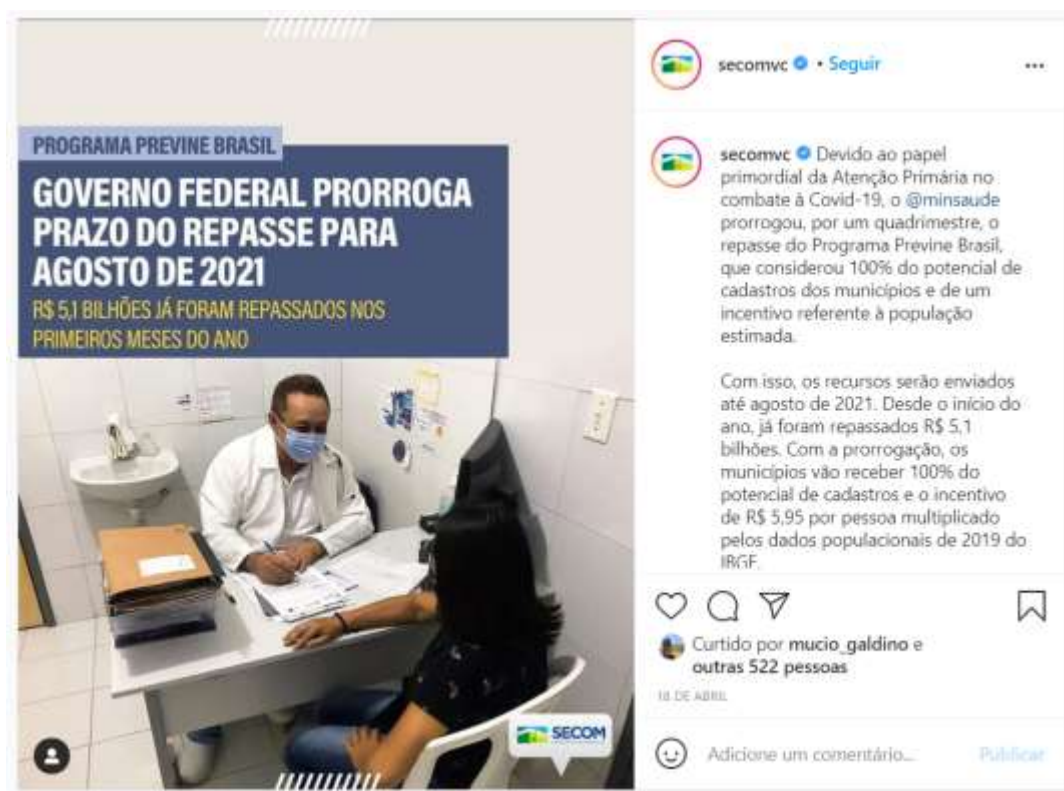 PROGRAMA PREVINE BRASIL
GOVERNO FEDERAL PRORROGA
PRAZO DO REPASSE PARA
AGOSTO DE 2021
R$ 5,1 BILHÕES JÁ FORAM REPASSADOS NOS
PRIMEIROS MESES DO ANO
SECOM
secomvc • Seguir
secomvc Devido ao papel
primordial da Atenção Primária no
combate à Covid-19, o @minsaude
prorrogou, por um quadrimestre, o
repasse do Programa Previne Brasil,
que considerou 100% do potencial de
cadastros dos municípios e de um
incentivo referente à população
estimada.
Com isso, os recursos serão enviados
até agosto de 2021. Desde o início do
ano, já foram repassados R$ 5,1
bilhões. Com a prorrogação, os
municípios vão receber 100% do
potencial de cadastros e o incentivo
de R$ 5,95 por pessoa multiplicado
pelos dados populacionais de 2019 do
IBGE.
Curtido por mucio_galdino e
outras 522 pessoas
18 DE ABRIL
Adicione um comentário...
Publicar